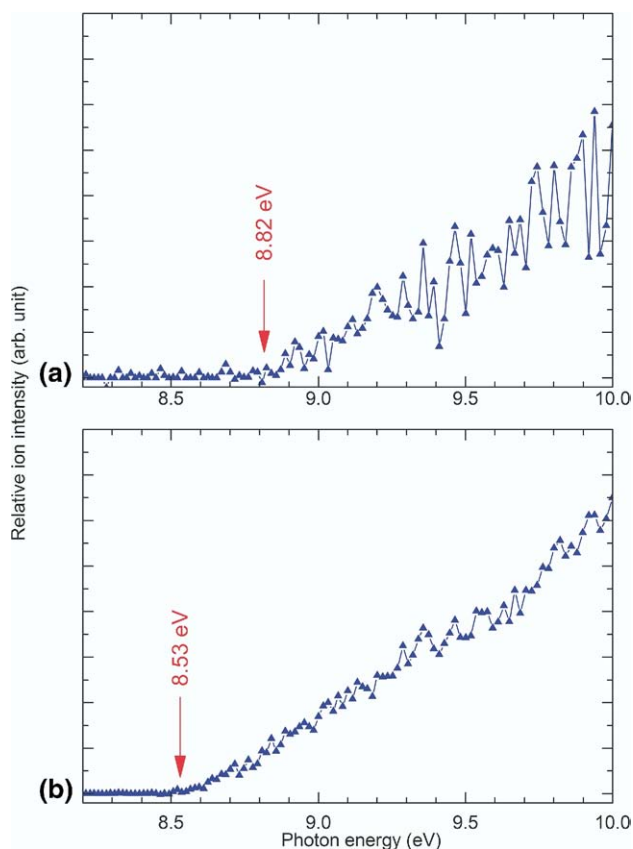 8.82 eV
(a)
8.5 9.0 9.5 10.0
Relative ion intensity (arb. unit)
8.53 eV
(b)
8.5 9.0 9.5 10.0
Photon energy (eV)